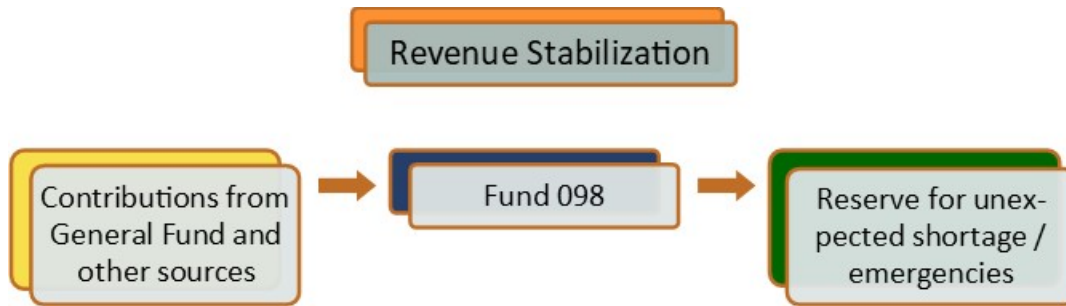 Revenue Stabilization
Contributions from
General Fund and
other sources
Fund 098
Reserve for unex-
pected shortage /
emergencies